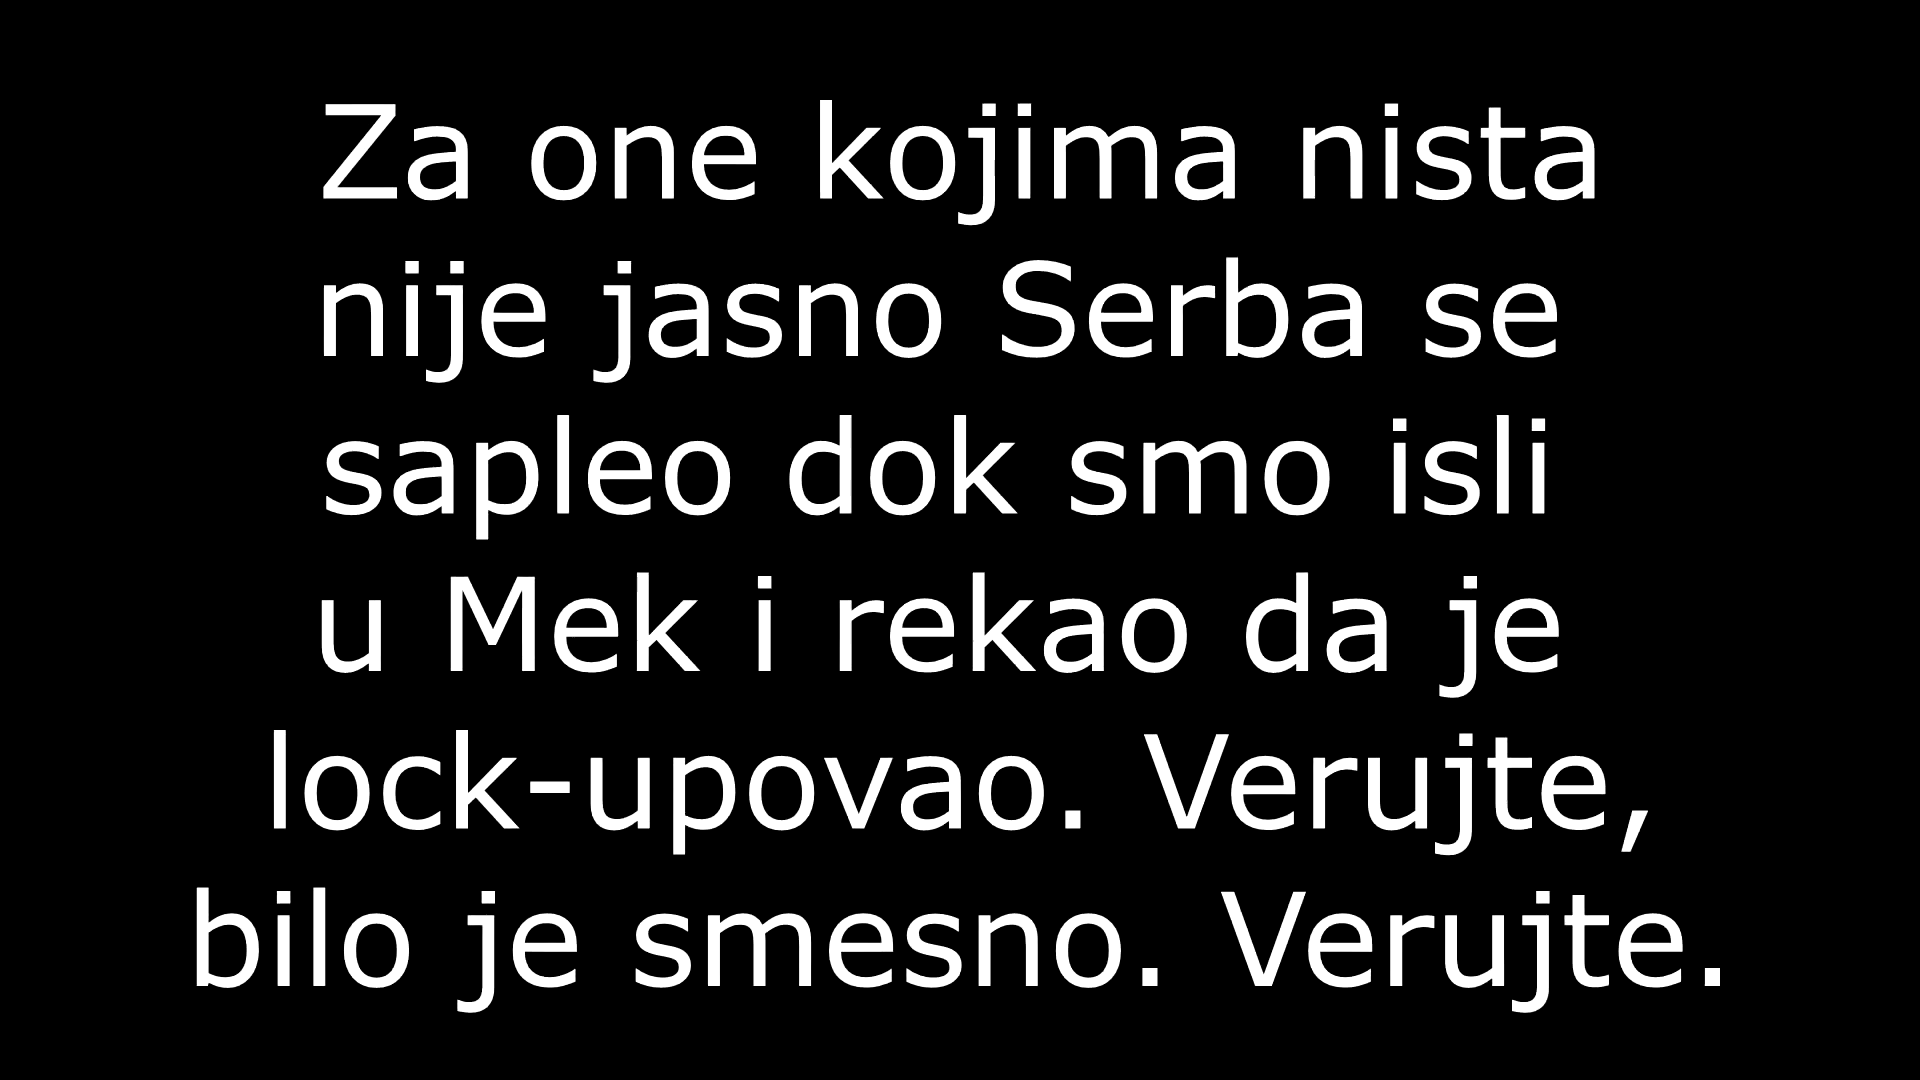 Za one kojima nista
nije jasno Serba se
sapleo dok smo isli
u Mek i rekao da je
lock-upovao. Verujte,
bilo je smesno. Verujte.